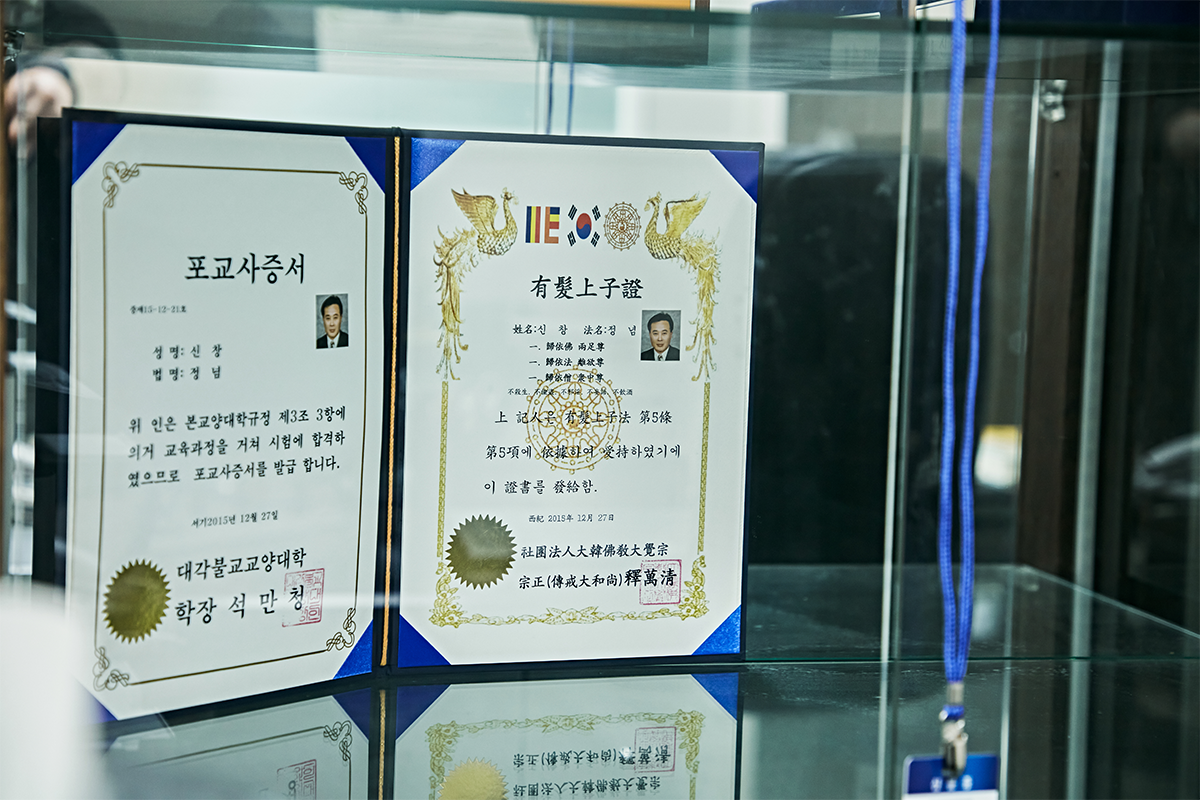 포교사증서
중제15-12-21호
성 명: 신 창
법 명: 정 념
위 인은 본교양대학규정 제3조 3항에
의거 교육과정을 거쳐 시험에 합격하
였으므로 포교사증서를 발급 합니다.
서기2015년 12월 27일
대각불교교양대학
학장 석 만 청
有髮上子證
姓名:신 창 法名:정 념
一. 歸依佛 兩足尊
一. 歸依法 離欲尊
一. 歸依僧 衆中尊
不殺生 不飮酒
上 記人은 有髮上子法 第5條
第5項에 依據하여 受持하였기에
이 證書를 發給함.
西紀 2015年 12月 27日
社團法人大韓佛敎大覺宗
宗正(傳戒大和尙)釋萬清